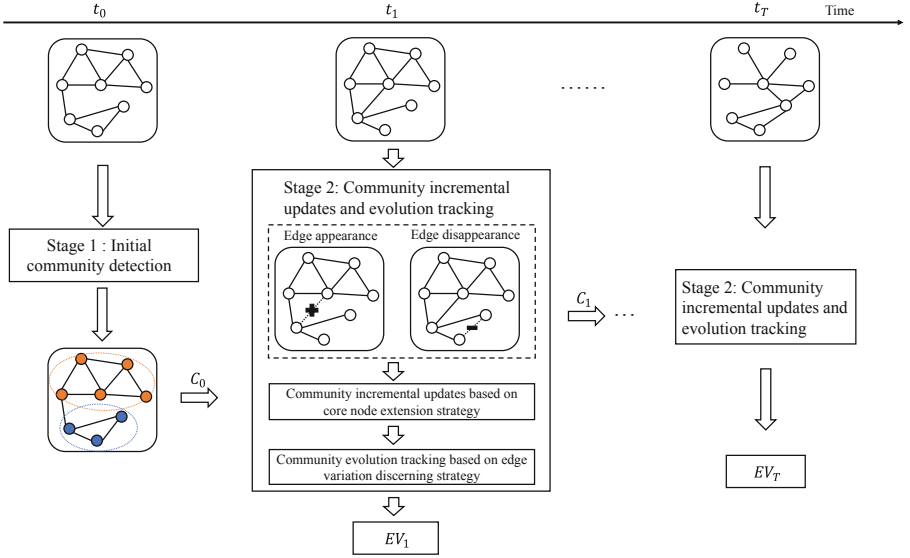 t₀
t₁
t_T
Time
......
Stage 1 : Initial
community detection
C₀
Stage 2: Community incremental
updates and evolution tracking
Edge appearance
Edge disappearance
Community incremental updates based on
core node extension strategy
Community evolution tracking based on edge
variation discerning strategy
EV₁
C₁
...
Stage 2: Community
incremental updates and
evolution tracking
EV_T